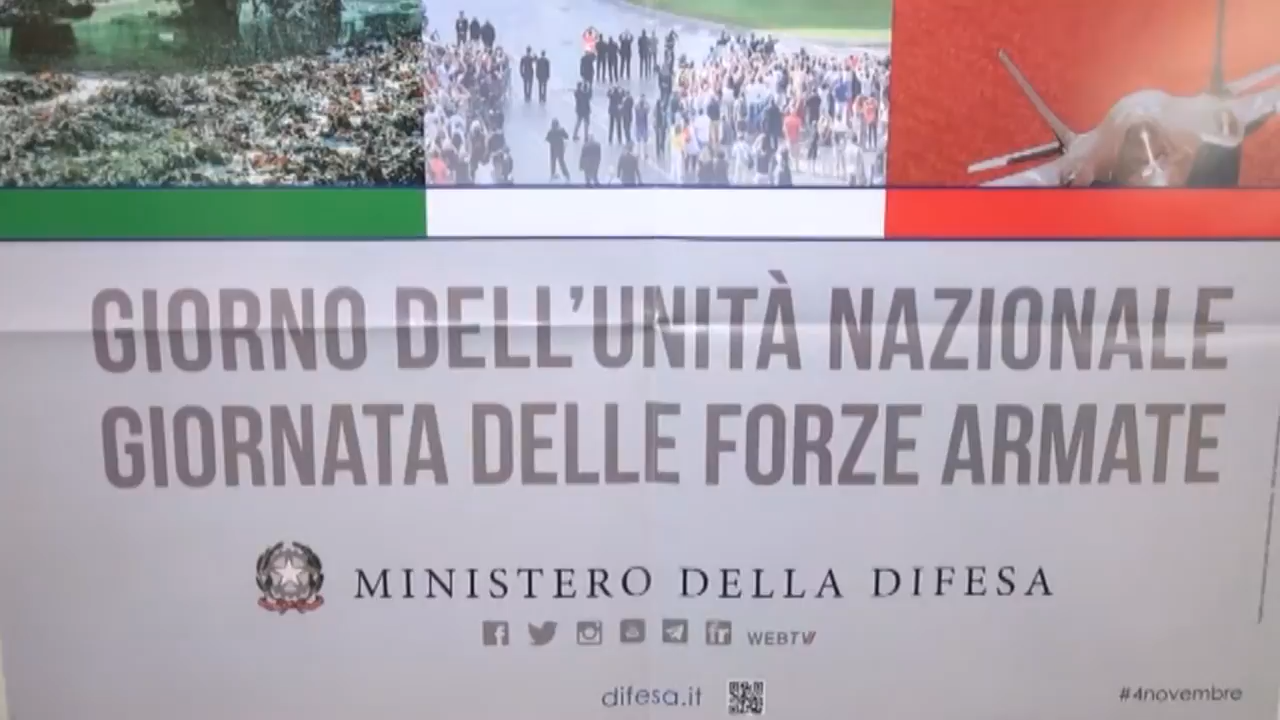 GIORNO DELL'UNITÀ NAZIONALE
GIORNATA DELLE FORZE ARMATE
MINISTERO DELLA DIFESA
WEBTV
difesa.it
#4novembre